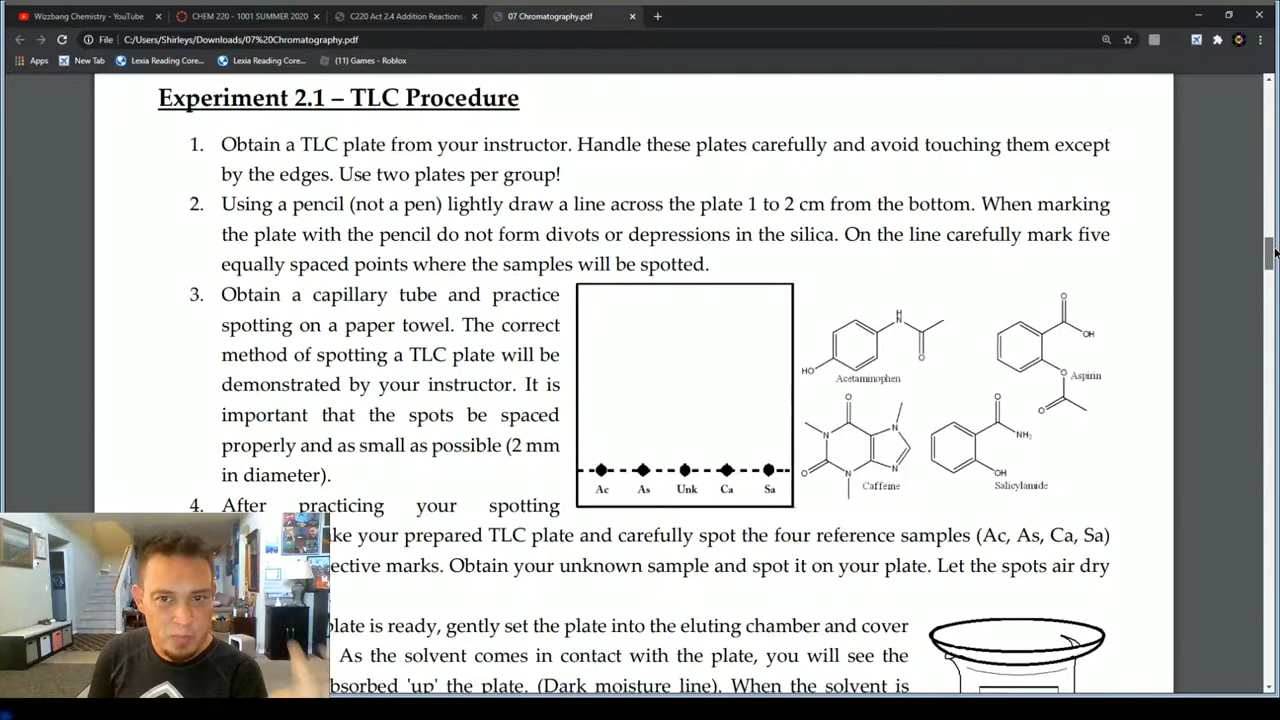 Wizzbang Chemistry - YouTube
CHEM 220 - 1001 SUMMER 2020
C220 Act 2.4 Addition Reactions.
07 Chromatography.pdf
File C:/Users/Shirleys/Downloads/07%20Chromatography.pdf
Apps New Tab Lexia Reading Core... Lexia Reading Core... (11) Games - Roblox
Experiment 2.1 – TLC Procedure
1. Obtain a TLC plate from your instructor. Handle these plates carefully and avoid touching them except
by the edges. Use two plates per group!
2. Using a pencil (not a pen) lightly draw a line across the plate 1 to 2 cm from the bottom. When marking
the plate with the pencil do not form divots or depressions in the silica. On the line carefully mark five
equally spaced points where the samples will be spotted.
3. Obtain a capillary tube and practice
spotting on a paper towel. The correct
method of spotting a TLC plate will be
demonstrated by your instructor. It is
important that the spots be spaced
properly and as small as possible (2 mm
in diameter).
Ac As Unk Ca Sa
H
N
O
HO
Acetaminophen
O
OH
O
Aspirin
O
O
N
N
O
N
N
Caffeine
O
NH2
OH
Salicylamide
4. After practicing your spotting
ke your prepared TLC plate and carefully spot the four reference samples (Ac, As, Ca, Sa)
ective marks. Obtain your unknown sample and spot it on your plate. Let the spots air dry
plate is ready, gently set the plate into the eluting chamber and cover
As the solvent comes in contact with the plate, you will see the
bsorbed 'up' the plate. (Dark moisture line). When the solvent is